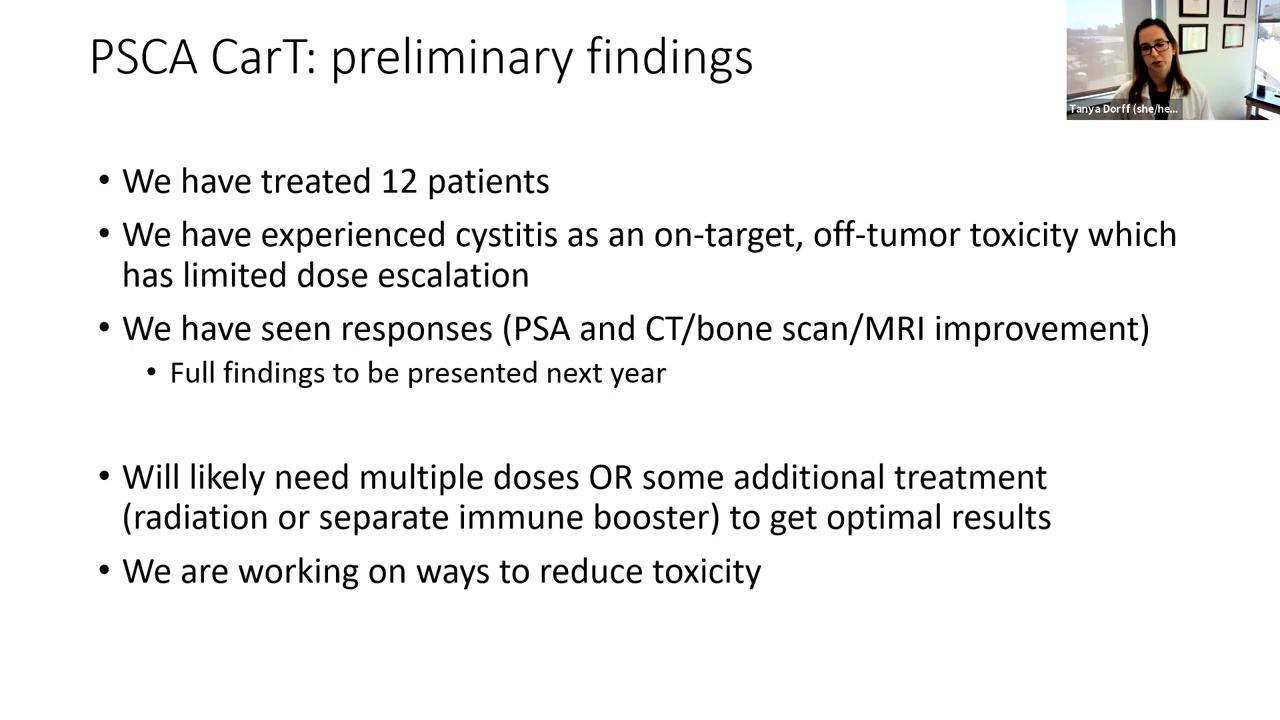 PSCA CarT: preliminary findings
Tanya Dorff (she/he...
• We have treated 12 patients
• We have experienced cystitis as an on-target, off-tumor toxicity which
has limited dose escalation
• We have seen responses (PSA and CT/bone scan/MRI improvement)
• Full findings to be presented next year
• Will likely need multiple doses OR some additional treatment
(radiation or separate immune booster) to get optimal results
• We are working on ways to reduce toxicity